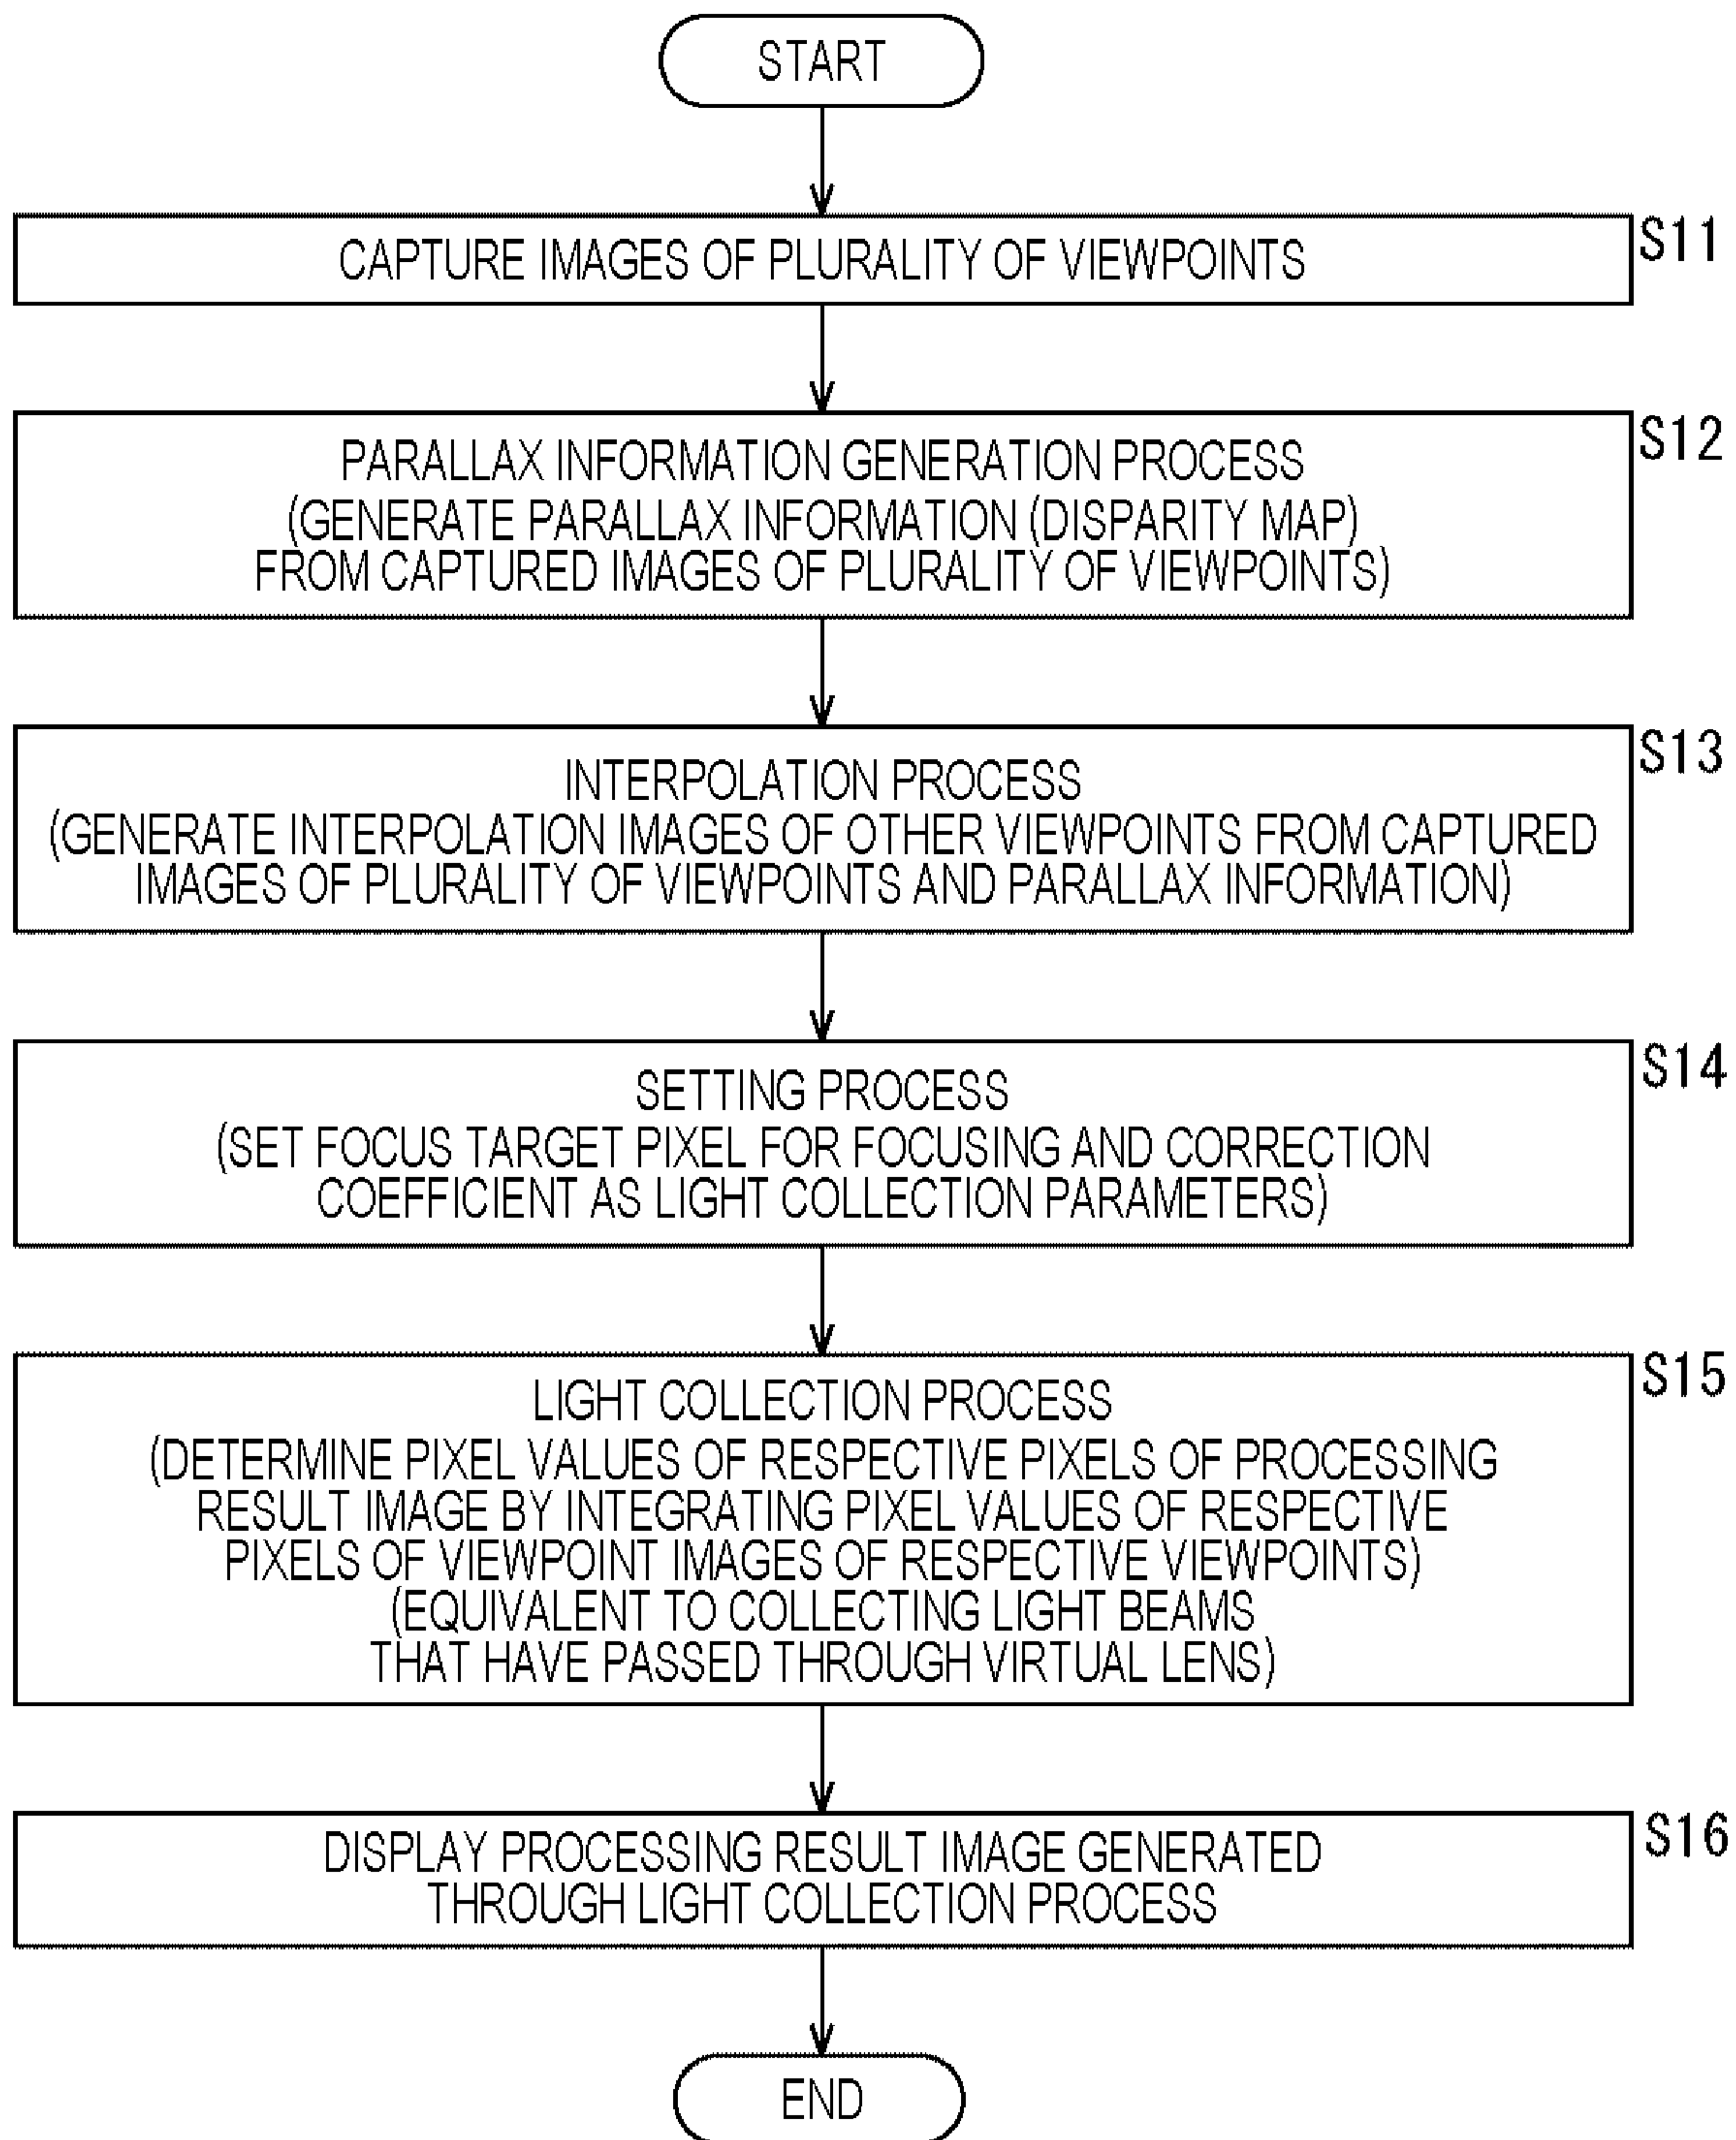 START
CAPTURE IMAGES OF PLURALITY OF VIEWPOINTS
S11
PARALLAX INFORMATION GENERATION PROCESS
(GENERATE PARALLAX INFORMATION (DISPARITY MAP)
FROM CAPTURED IMAGES OF PLURALITY OF VIEWPOINTS)
S12
INTERPOLATION PROCESS
(GENERATE INTERPOLATION IMAGES OF OTHER VIEWPOINTS FROM CAPTURED
IMAGES OF PLURALITY OF VIEWPOINTS AND PARALLAX INFORMATION)
S13
SETTING PROCESS
(SET FOCUS TARGET PIXEL FOR FOCUSING AND CORRECTION
COEFFICIENT AS LIGHT COLLECTION PARAMETERS)
S14
LIGHT COLLECTION PROCESS
(DETERMINE PIXEL VALUES OF RESPECTIVE PIXELS OF PROCESSING
RESULT IMAGE BY INTEGRATING PIXEL VALUES OF RESPECTIVE
PIXELS OF VIEWPOINT IMAGES OF RESPECTIVE VIEWPOINTS)
(EQUIVALENT TO COLLECTING LIGHT BEAMS
THAT HAVE PASSED THROUGH VIRTUAL LENS)
S15
DISPLAY PROCESSING RESULT IMAGE GENERATED
THROUGH LIGHT COLLECTION PROCESS
S16
END